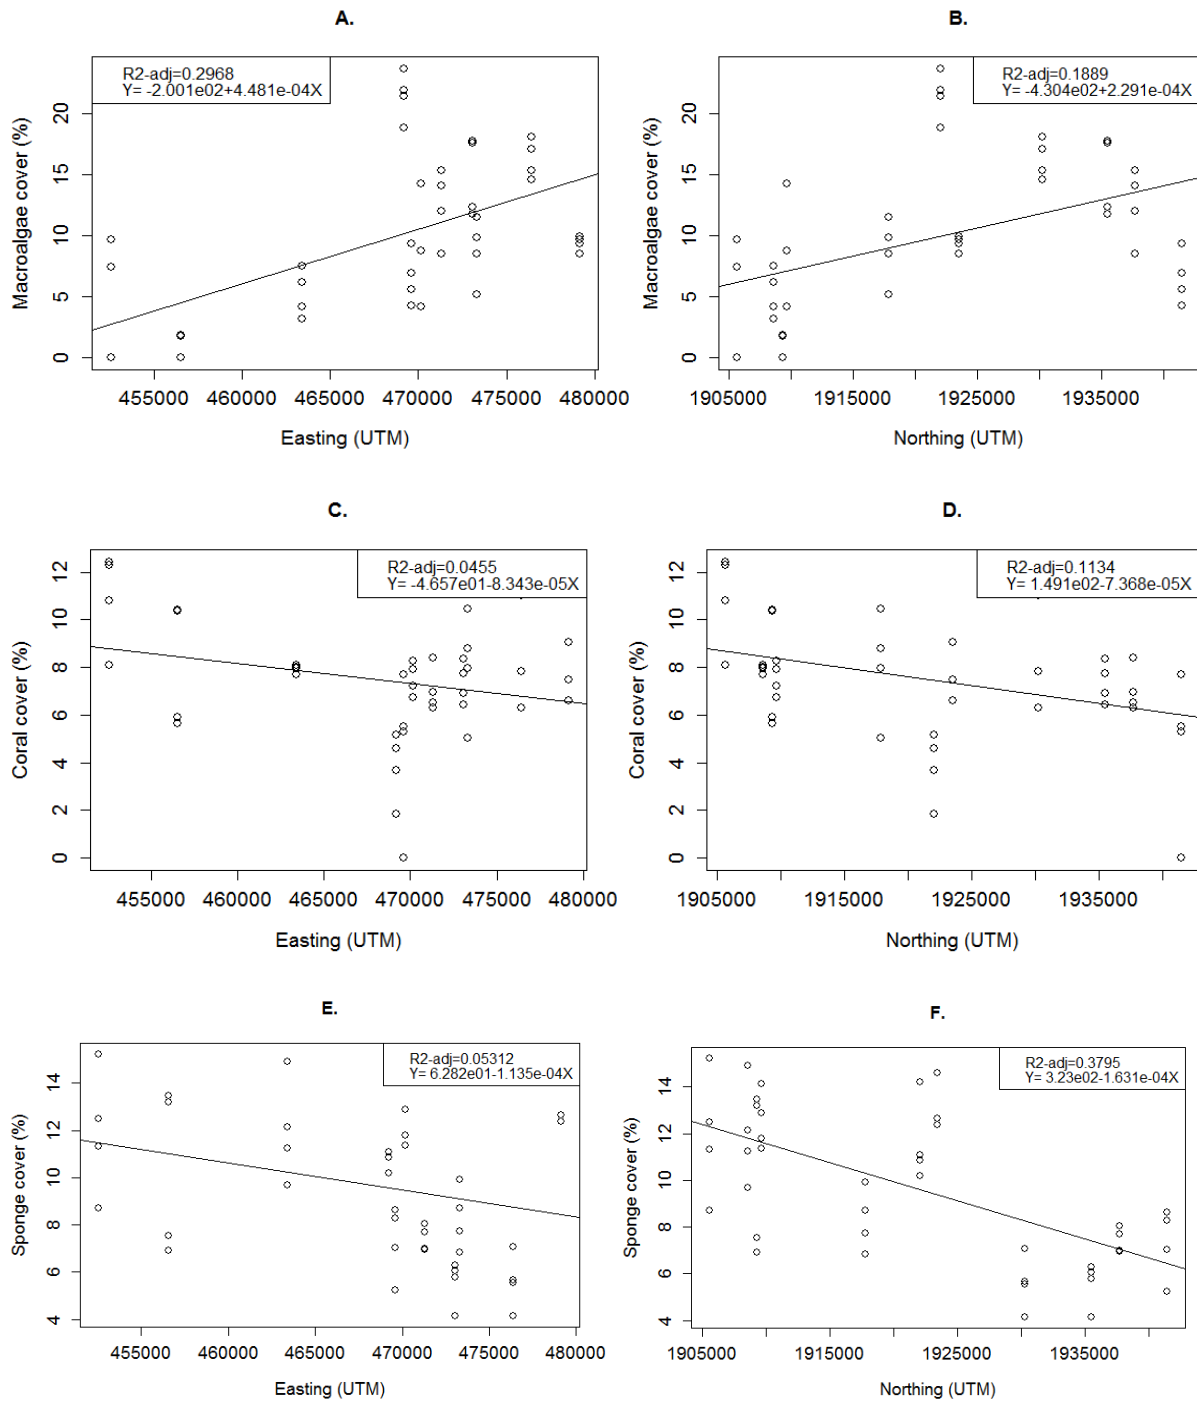 A.
R2-adj=0.2968
Y= -2.001e02+4.481e-04X
Macroalgae cover (%)
0 5 10 15 20
455000 460000 465000 470000 475000 480000
Easting (UTM)
B.
R2-adj=0.1889
Y= -4.304e02+2.291e-04X
Macroalgae cover (%)
0 5 10 15 20
1905000 1915000 1925000 1935000
Northing (UTM)
C.
R2-adj=0.0455
Y= -4.657e01-8.343e-05X
Coral cover (%)
0 2 4 6 8 10 12
455000 460000 465000 470000 475000 480000
Easting (UTM)
D.
R2-adj=0.1134
Y= 1.491e02-7.368e-05X
Coral cover (%)
0 2 4 6 8 10 12
1905000 1915000 1925000 1935000
Northing (UTM)
E.
R2-adj=0.05312
Y= 6.282e01-1.135e-04X
Sponge cover (%)
4 6 8 10 12 14
455000 460000 465000 470000 475000 480000
Easting (UTM)
F.
R2-adj=0.3795
Y= 3.23e02-1.631e-04X
Sponge cover (%)
4 6 8 10 12 14
1905000 1915000 1925000 1935000
Northing (UTM)